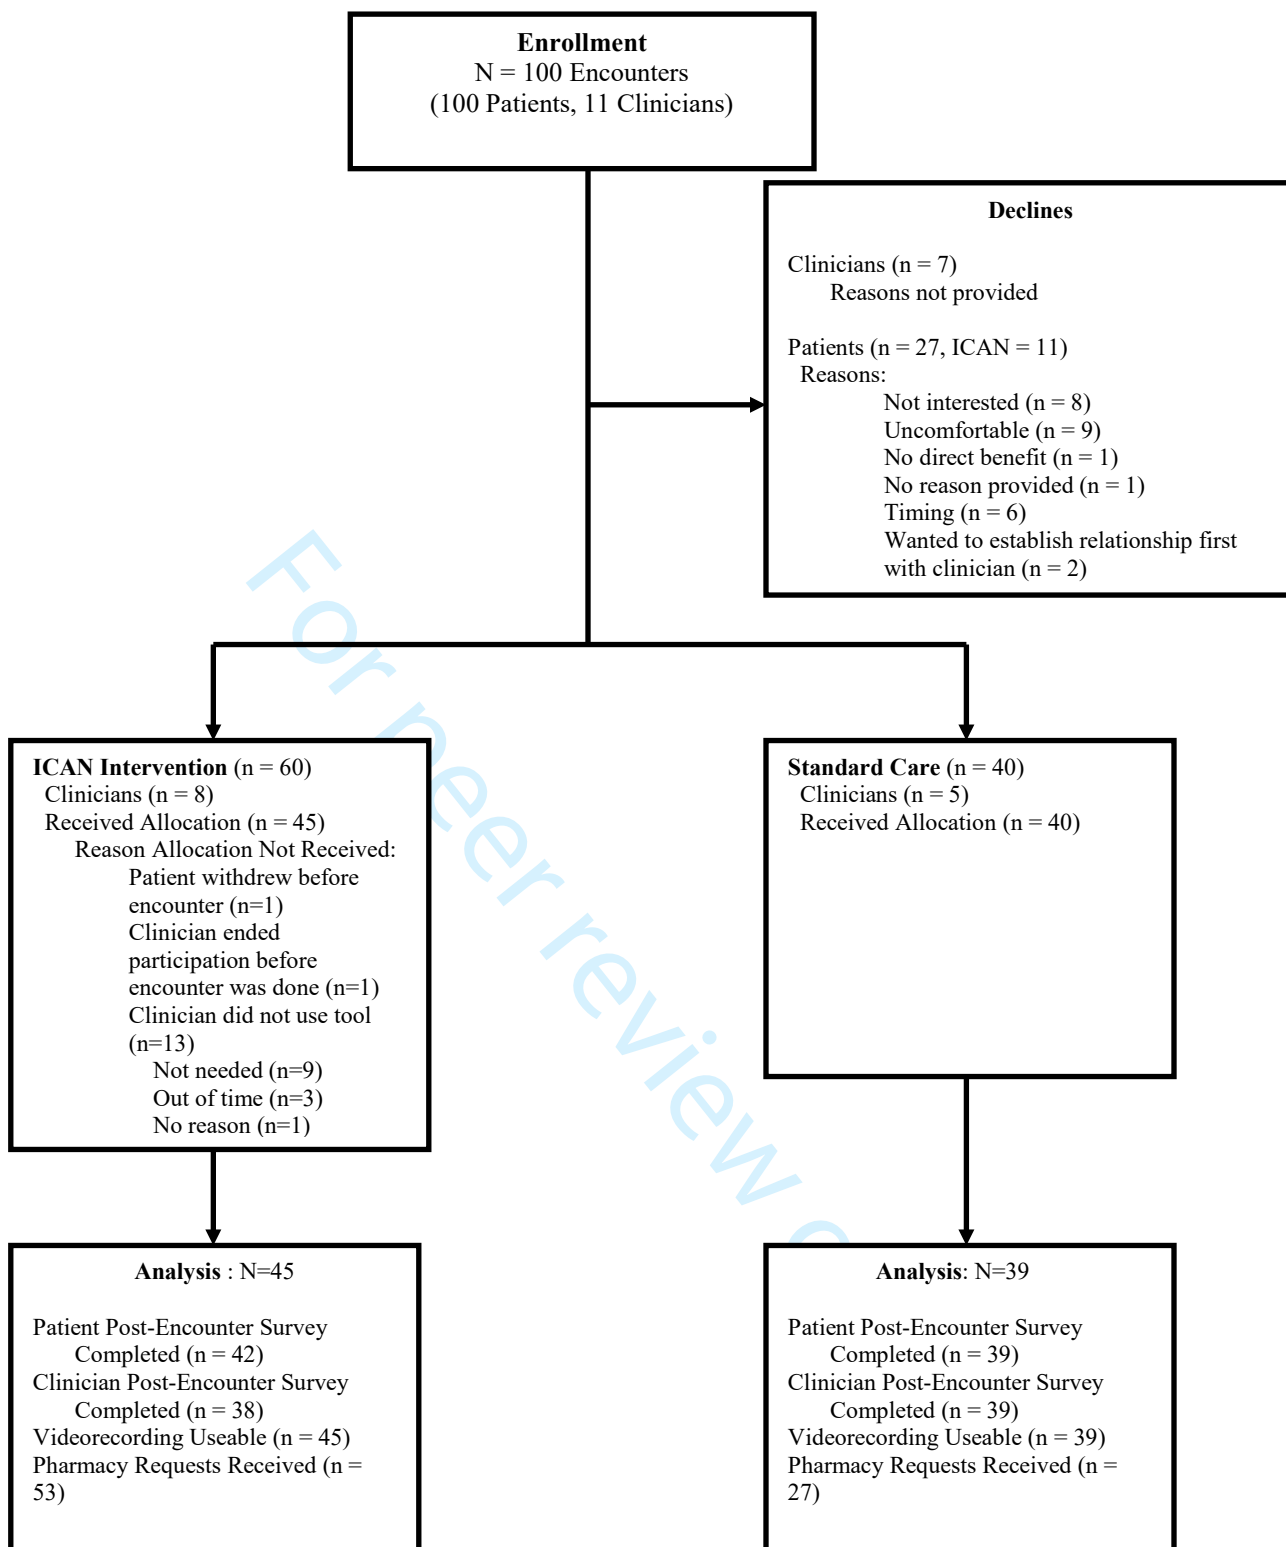 Enrollment
N = 100 Encounters
(100 Patients, 11 Clinicians)
Declines
Clinicians (n = 7)
Reasons not provided
Patients (n = 27, ICAN = 11)
Reasons:
Not interested (n = 8)
Uncomfortable (n = 9)
No direct benefit (n = 1)
No reason provided (n = 1)
Timing (n = 6)
Wanted to establish relationship first
with clinician (n = 2)
ICAN Intervention (n = 60)
Clinicians (n = 8)
Received Allocation (n = 45)
Reason Allocation Not Received:
Patient withdrew before
encounter (n=1)
Clinician ended
participation before
encounter was done (n=1)
Clinician did not use tool
(n=13)
Not needed (n=9)
Out of time (n=3)
No reason (n=1)
Standard Care (n = 40)
Clinicians (n = 5)
Received Allocation (n = 40)
Analysis : N=45
Patient Post-Encounter Survey
Completed (n = 42)
Clinician Post-Encounter Survey
Completed (n = 38)
Videorecording Useable (n = 45)
Pharmacy Requests Received (n =
53)
Analysis: N=39
Patient Post-Encounter Survey
Completed (n = 39)
Clinician Post-Encounter Survey
Completed (n = 39)
Videorecording Useable (n = 39)
Pharmacy Requests Received (n =
27)
For peer review